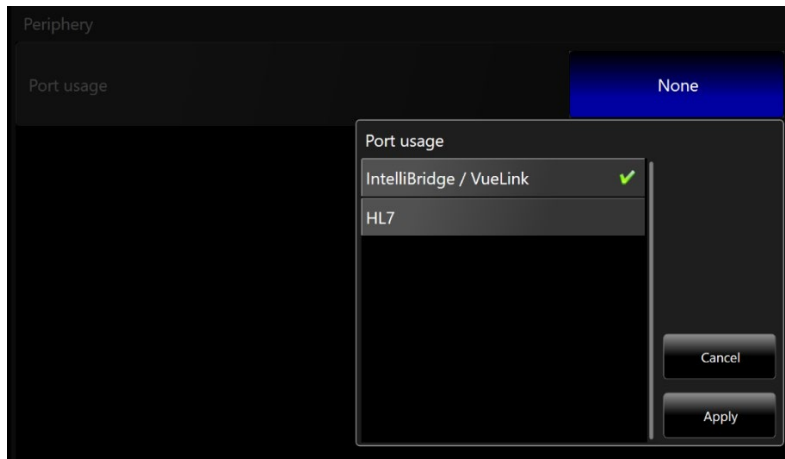 Periphery
Port usage
None
Port usage
IntelliBridge / VueLink
HL7
Cancel
Apply